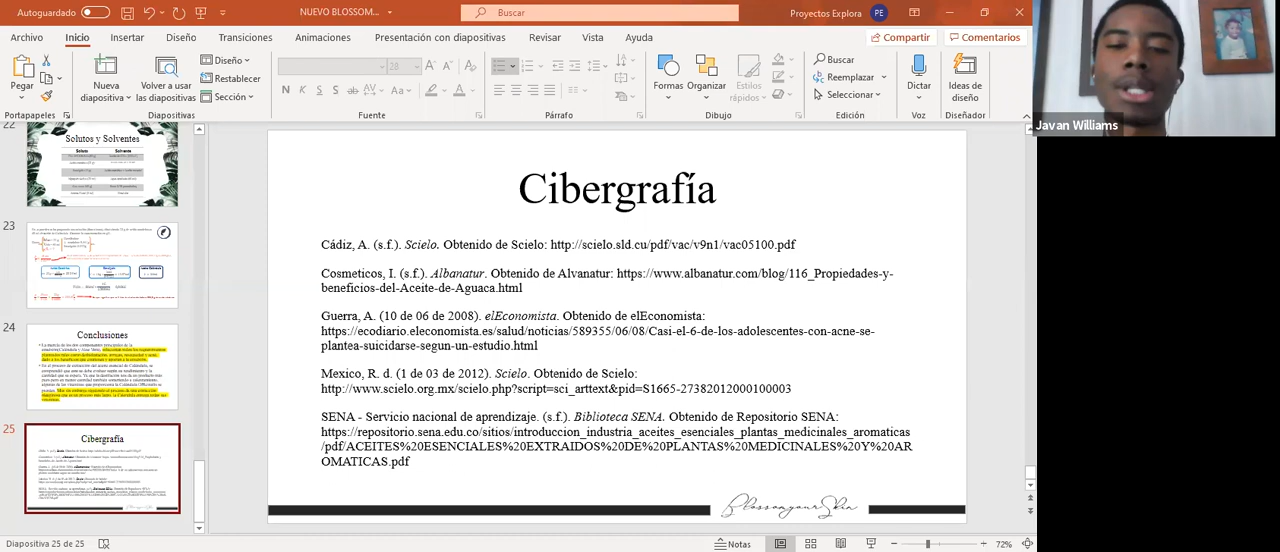 Autoguardado
NUEVO BLOSSOM...
Buscar
Proyectos Explora
PE
Archivo
Inicio
Insertar
Diseño
Transiciones
Animaciones
Presentación con diapositivas
Revisar
Vista
Ayuda
Compartir
Comentarios
Pegar
Nueva
diapositiva
Volver a usar
las diapositivas
Diseño
Restablecer
Sección
28
N K S S AV Aa A
Formas
Organizar
Estilos
rápidos
Buscar
Reemplazar
Seleccionar
Dictar
Ideas de
diseño
Portapapeles
Diapositivas
Fuente
Párrafo
Dibujo
Edición
Voz
Diseñador
Javan Williams
22
Solutos y Solventes
Soluto Solvente
23
24
Conclusiones
25
Cibergrafía
Cibergrafía
Cádiz, A. (s.f.). Scielo. Obtenido de Scielo: http://scielo.sld.cu/pdf/vac/v9n1/vac05100.pdf
Cosmeticos, I. (s.f.). Albanatur. Obtenido de Alvanatur: https://www.albanatur.com/blog/116_Propiedades-y-
beneficios-del-Aceite-de-Aguaca.html
Guerra, A. (10 de 06 de 2008). elEconomista. Obtenido de elEconomista:
https://ecodiario.eleconomista.es/salud/noticias/589355/06/08/Casi-el-6-de-los-adolescentes-con-acne-se-
plantea-suicidarse-segun-un-estudio.html
Mexico, R. d. (1 de 03 de 2012). Scielo. Obtenido de Scielo:
http://www.scielo.org.mx/scielo.php?script=sci_arttext&pid=S1665-27382012000100003
SENA - Servicio nacional de aprendizaje. (s.f.). Biblioteca SENA. Obtenido de Repositorio SENA:
https://repositorio.sena.edu.co/sitios/introduccion_industria_aceites_esenciales_plantas_medicinales_aromaticas
/pdf/ACEITES%20ESENCIALES%20EXTRAIDOS%20DE%20PLANTAS%20MEDICINALES%20Y%20AR
OMATICAS.pdf
BlossomyourSkin
Diapositiva 25 de 25
Notas
72%